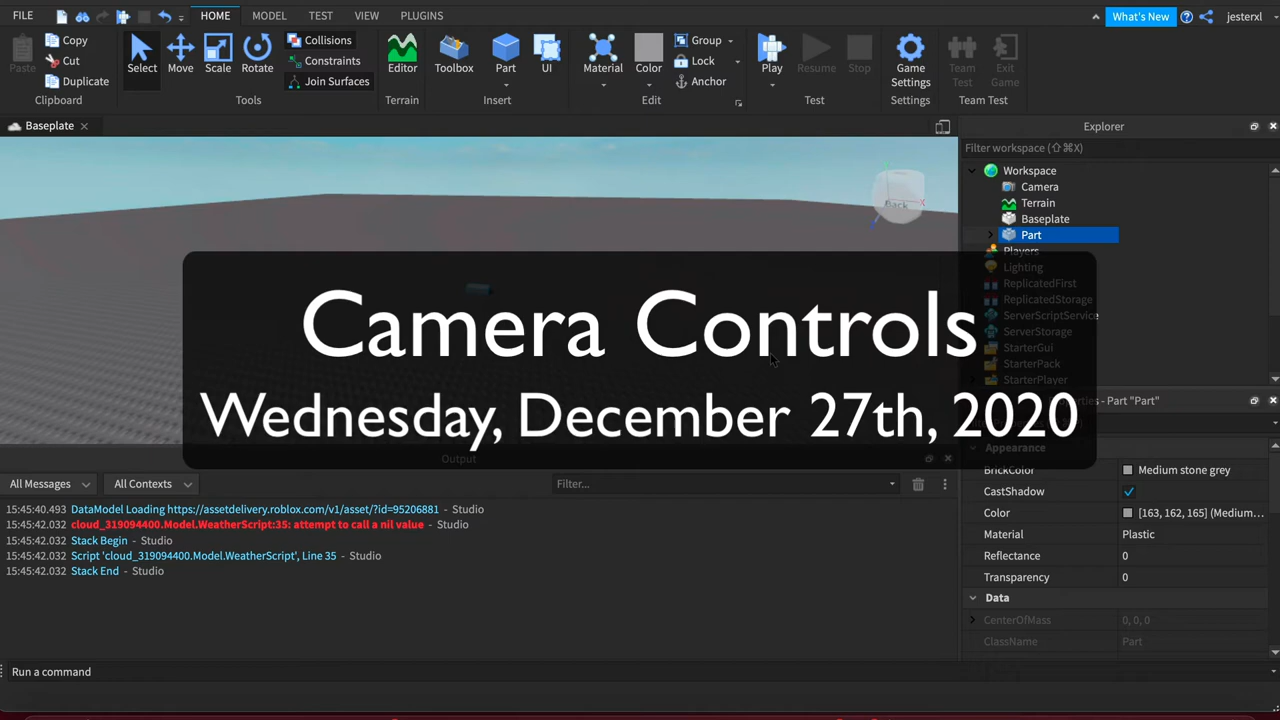 FILE HOME MODEL TEST VIEW PLUGINS What's New jesterxl
Paste Copy Cut Duplicate Clipboard
Select Move Scale Rotate Collisions Constraints Join Surfaces Tools
Editor Terrain
Toolbox Part UI Insert
Material Color Group Lock Anchor Edit
Play Resume Stop Test
Game Settings Settings
Team Test Exit Game Team Test
Baseplate
Back X
Explorer
Filter workspace (⇧⌘X)
Workspace
Camera
Terrain
Baseplate
Part
Players
Lighting
ReplicatedFirst
ReplicatedStorage
ServerScriptService
ServerStorage
StarterGui
StarterPack
StarterPlayer
Camera Controls
Wednesday, December 27th, 2020
Output
All Messages All Contexts Filter...
15:45:40.493 DataModel Loading https://assetdelivery.roblox.com/v1/asset/?id=95206881 - Studio
15:45:42.032 cloud_319094400.Model.WeatherScript:35: attempt to call a nil value - Studio
15:45:42.032 Stack Begin - Studio
15:45:42.032 Script 'cloud_319094400.Model.WeatherScript', Line 35 - Studio
15:45:42.032 Stack End - Studio
- Part "Part"
Appearance
BrickColor Medium stone grey
CastShadow
Color [163, 162, 165] (Medium...
Material Plastic
Reflectance 0
Transparency 0
Data
CenterOfMass 0, 0, 0
ClassName Part
Run a command